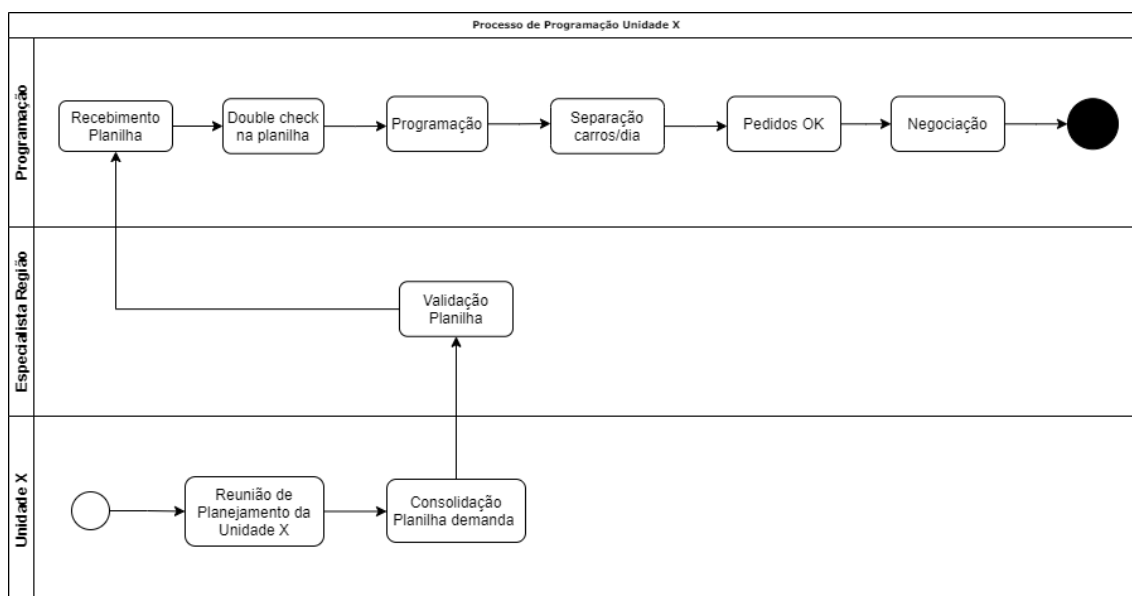 Processo de Programação Unidade X
Programação
Recebimento
Planilha
Double check
na planilha
Programação
Separação
carros/dia
Pedidos OK
Negociação
Especialista Região
Validação
Planilha
Unidade X
Reunião de
Planejamento da
Unidade X
Consolidação
Planilha demanda